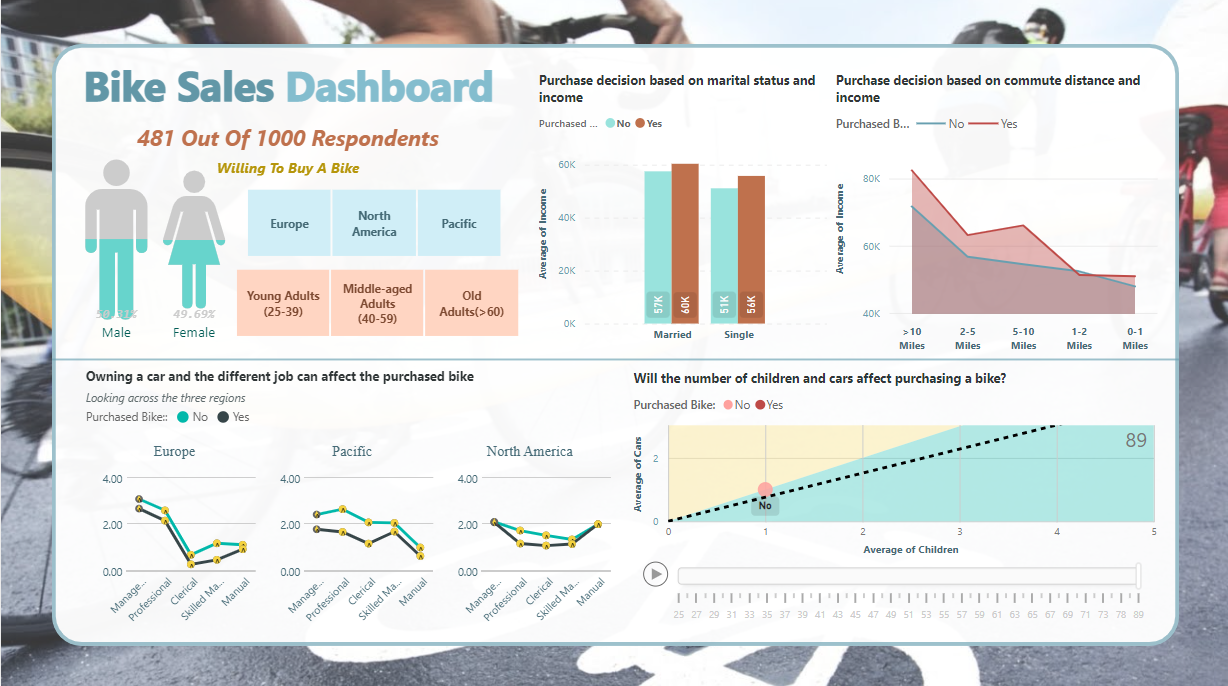 Bike Sales Dashboard
481 Out Of 1000 Respondents
Willing To Buy A Bike
Europe
North
America
Pacific
Young Adults
(25-39)
Middle-aged
Adults
(40-59)
Old
Adults(>60)
50.31%
49.69%
Male
Female
Purchase decision based on marital status and
income
Purchased ... No Yes
Average of Income
60K
40K
20K
0K
57K
60K
51K
56K
Married
Single
Purchase decision based on commute distance and
income
Purchased B... No Yes
Average of Income
80K
60K
40K
>10
Miles
2-5
Miles
5-10
Miles
1-2
Miles
0-1
Miles
Owning a car and the different job can affect the purchased bike
Looking across the three regions
Purchased Bike:: No Yes
Europe
4.00
2.00
0.00
Manage...
Professional
Clerical
Skilled Ma...
Manual
Pacific
4.00
2.00
0.00
Manage...
Professional
Clerical
Skilled Ma...
Manual
North America
4.00
2.00
0.00
Manage...
Professional
Clerical
Skilled Ma...
Manual
Will the number of children and cars affect purchasing a bike?
Purchased Bike: No Yes
Average of Cars
89
2
0
No
0 1 2 3 4 5
Average of Children
25 27 29 31 33 35 37 39 41 43 45 47 49 51 53 55 57 59 61 63 65 67 69 71 73 78 89